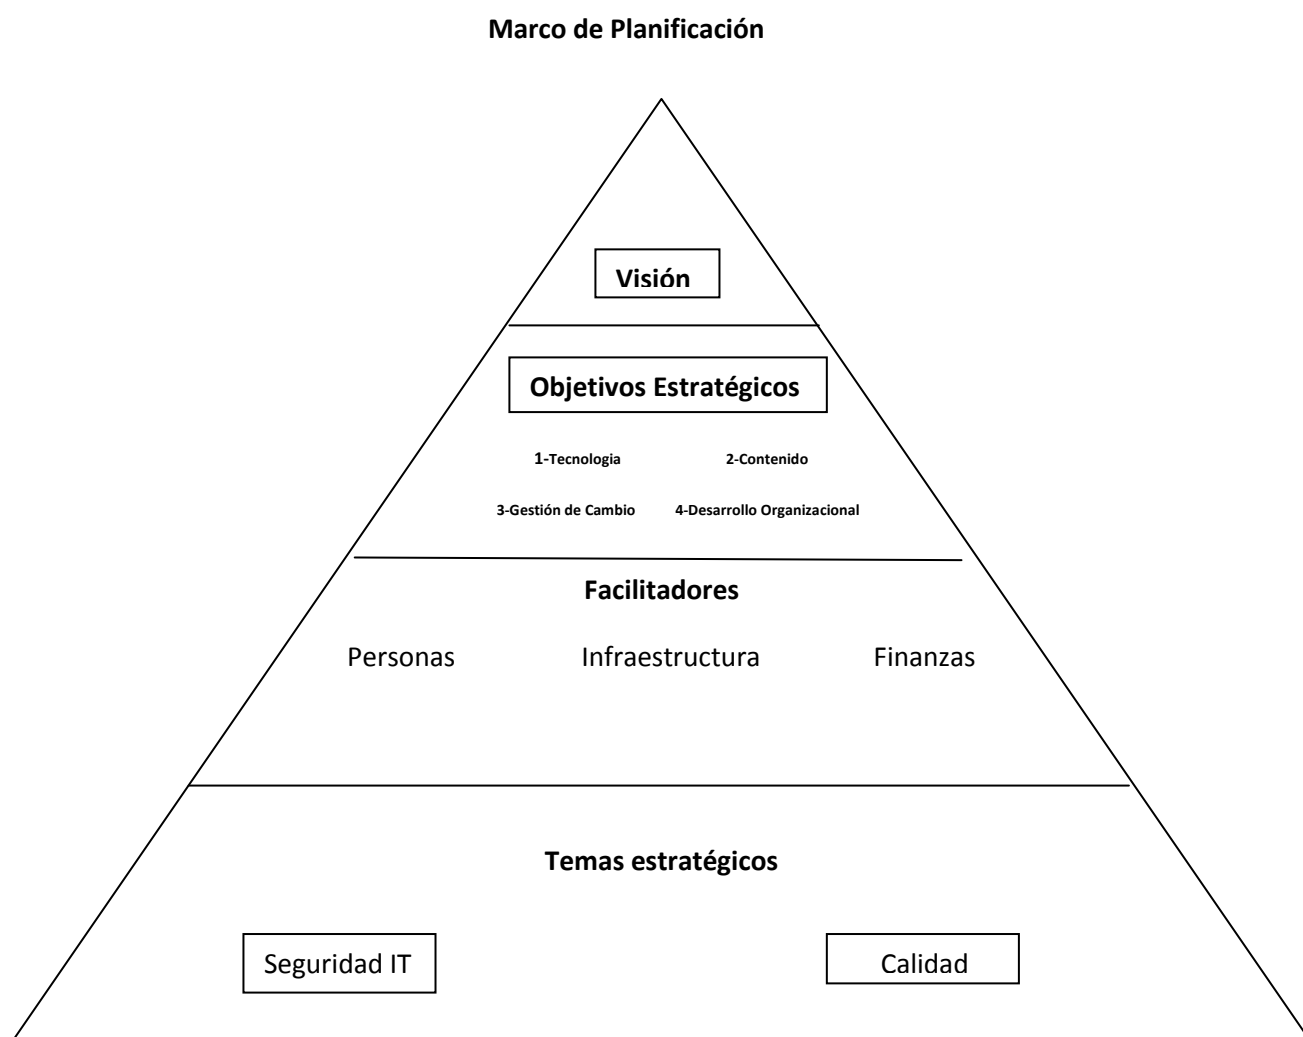 Marco de Planificación
Visión
Objetivos Estratégicos
1-Tecnologia 2-Contenido
3-Gestión de Cambio 4-Desarrollo Organizacional
Facilitadores
Personas Infraestructura Finanzas
Temas estratégicos
Seguridad IT Calidad